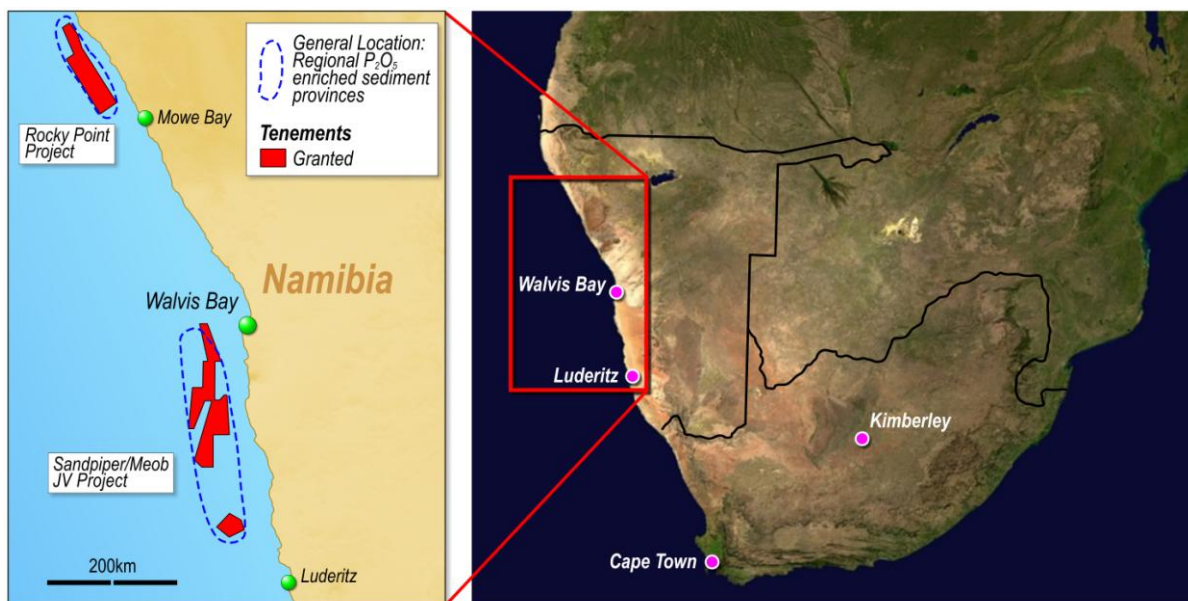 General Location:
Regional P₂O₅
enriched sediment
provinces
Tenements
Granted
Mowe Bay
Rocky Point
Project
Namibia
Walvis Bay
Sandpiper/Meob
JV Project
200km
Luderitz
Walvis Bay
Luderitz
Kimberley
Cape Town